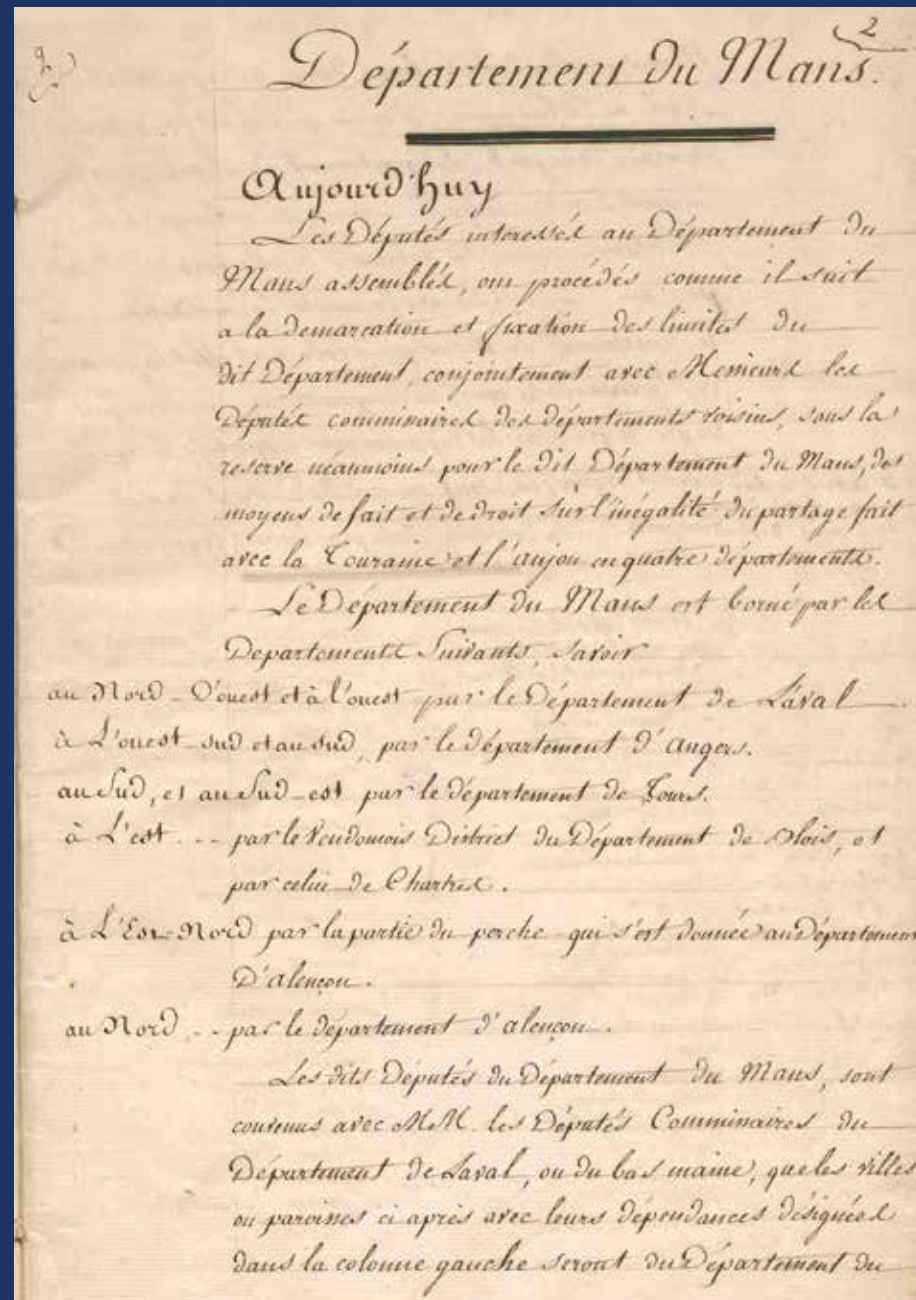 2
Département du Mans.
Aujourd'huy
Les Députés interessés au Département du
Mans assemblés, ont procédés comme il suit
a la demarcation et fixation des limites du
dit Département, conjointement avec Messieurs les
Députés commissaires des départements voisins, sous la
reserve néanmoins pour le dit Département du Mans, des
moyens de fait et de droit sur l'inégalité du partage fait
avec la Touraine et l'anjou en quatre départements.
Le Département du Mans est borné par les
Departements Suivants, Savoir
au Nord-D'ouest et à l'ouest par le Département de Laval
à L'ouest-sud et au sud, par le département d'angers.
au Sud, et au Sud-est par le département de Tours.
à L'est ... par le Vendomois District du Département de Blois, et
par celui de Chartres.
à L'Est-Nord par la partie du perche qui s'est donnée au Département
D'alençon.
au Nord .. par le département d'alençon.
Les dits Députés du Département du Mans, sont
convenus avec MM. les Députés Commissaires du
Département de Laval, ou du bas maine, que les villes
ou paroisses ci après avec leurs dépendances désignées
dans la colonne gauche seront du Département du